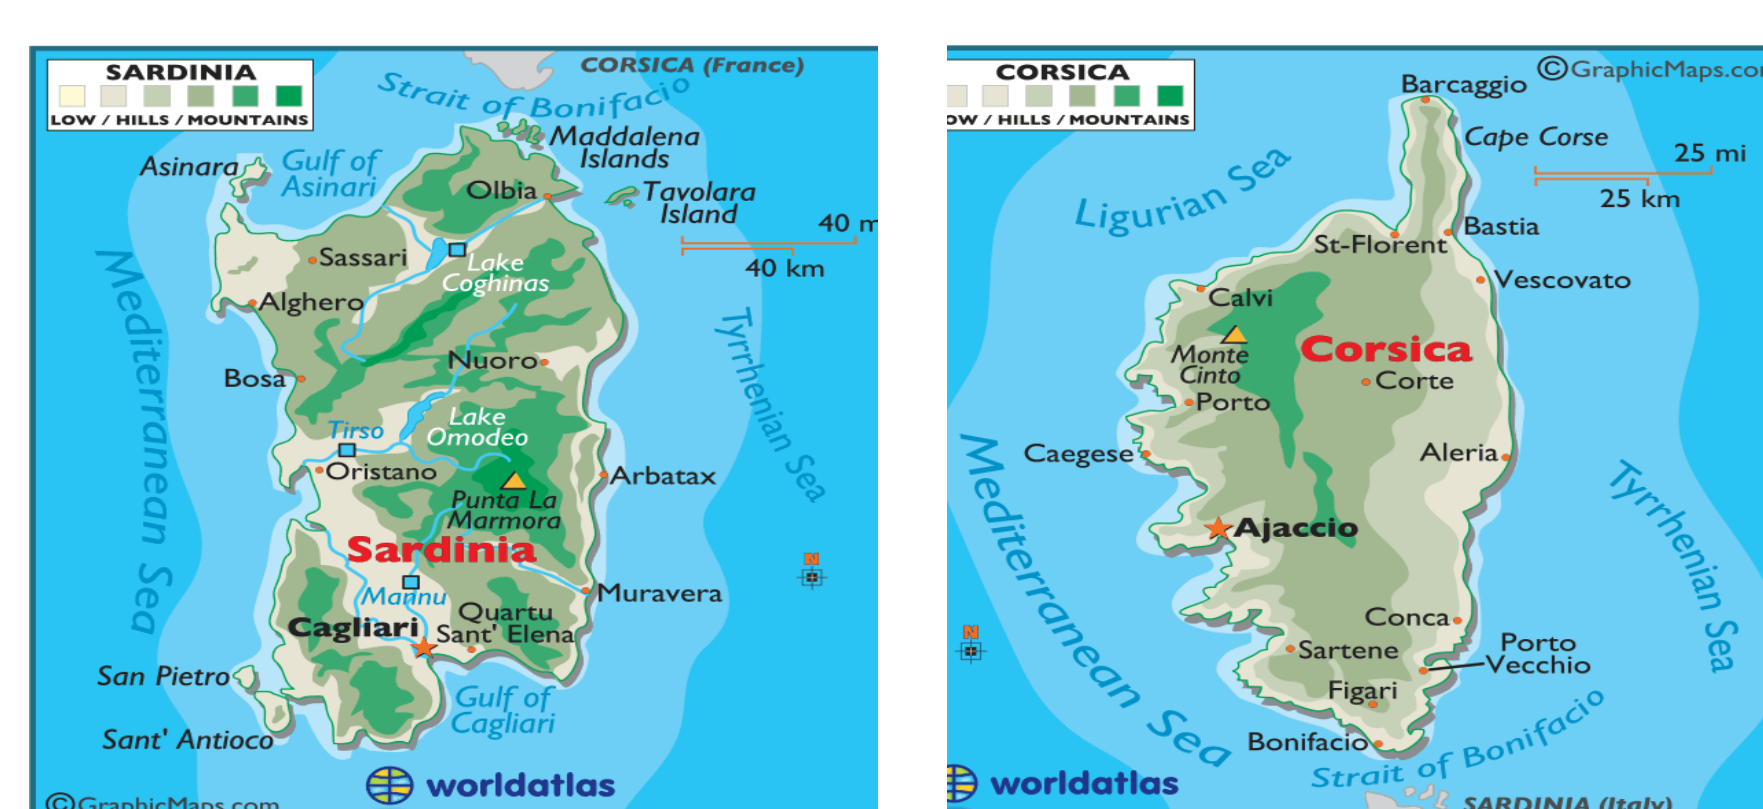 SARDINIA
LOW / HILLS / MOUNTAINS
CORSICA (France)
Strait of Bonifacio
Maddalena
Islands
Asinara
Gulf of
Asinari
Olbia
Tavolara
Island
40 m
40 km
Sassari
Lake
Coghinas
Alghero
Mediterranean Sea
Tyrrhenian Sea
Nuoro
Bosa
Lake
Omodeo
Tirso
Oristano
Arbatax
Punta La
Marmora
Sardinia
N
Mannu
Muravera
Quartu
Sant' Elena
Cagliari
San Pietro
Gulf of
Cagliari
Sant' Antioco
worldatlas
©GraphicMaps.com
CORSICA
OW / HILLS / MOUNTAINS
©GraphicMaps.co
Barcaggio
Cape Corse
25 mi
25 km
Ligurian Sea
Bastia
St-Florent
Vescovato
Calvi
Corsica
Monte
Cinto
Corte
Porto
Caegese
Aleria
Mediterranean Sea
Tyrrhenian Sea
Ajaccio
Conca
N
Sartene
Porto
Vecchio
Figari
Bonifacio
Strait of Bonifacio
worldatlas
SARDINIA (Italy)